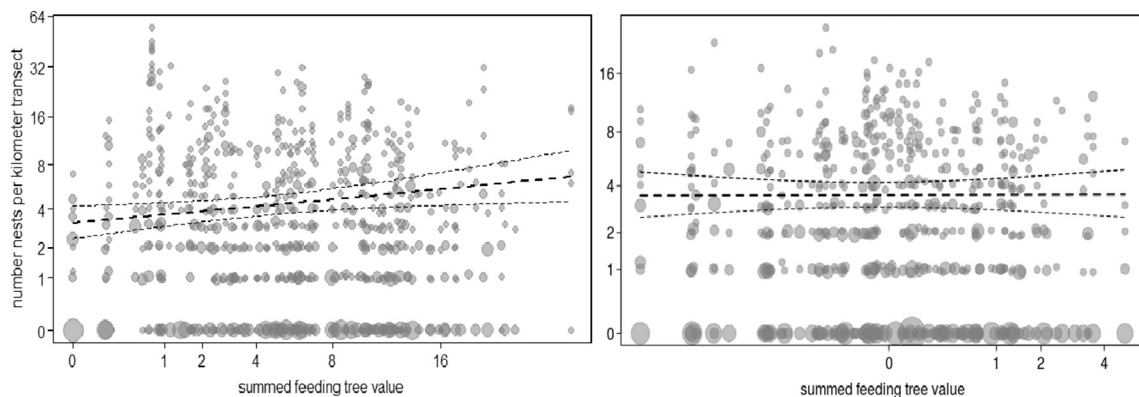 number nests per kilometer transect
64
32
16
8
4
2
1
0
0 1 2 4 8 16
summed feeding tree value
16
8
4
2
1
0
0 1 2 4
summed feeding tree value